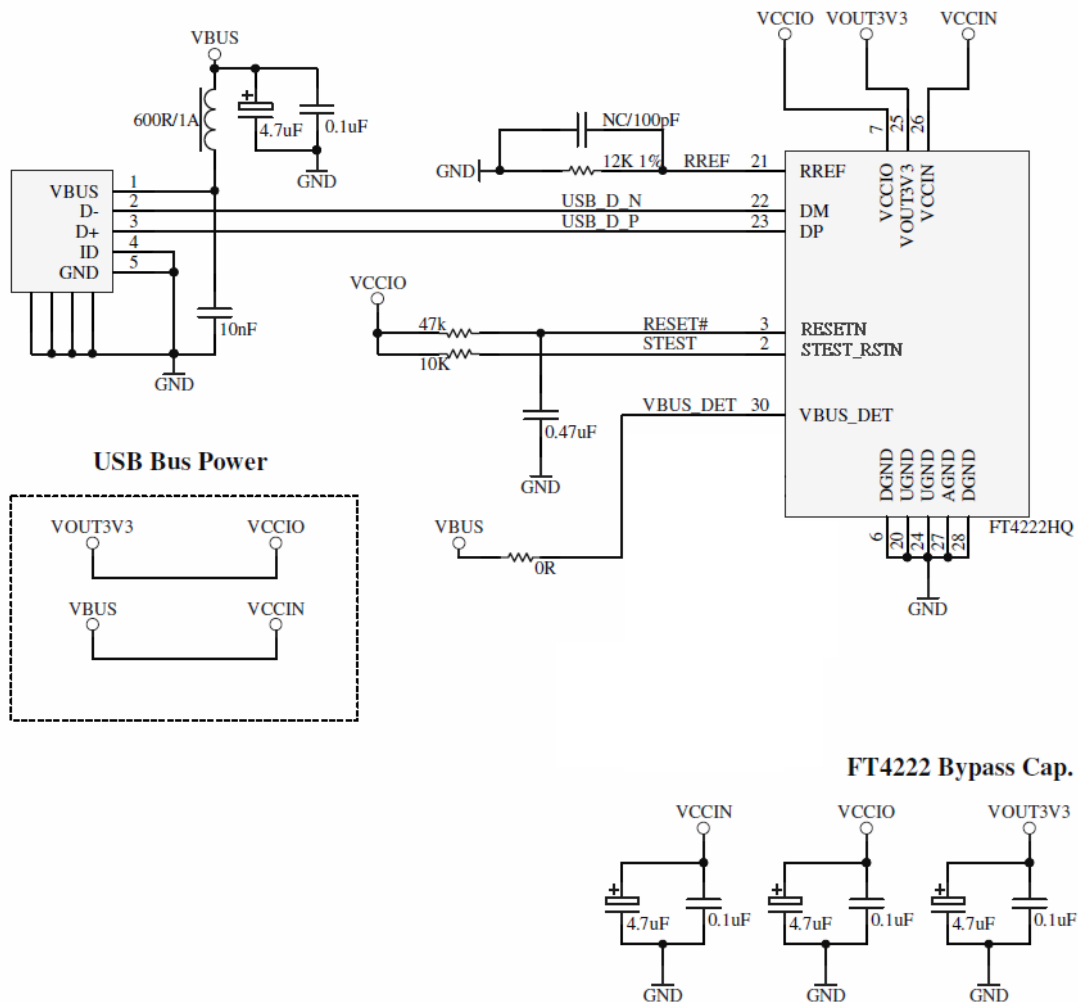 VCCIO VOUT3V3 VCCIN
VBUS
600R/1A
4.7uF
0.1uF
GND
NC/100pF
GND
12K 1%
RREF
21
RREF
7
25
26
VCCIO
VOUT3V3
VCCIN
VBUS
1
D-
2
USB_D_N
22
DM
D+
3
USB_D_P
23
DP
ID
4
GND
5
10nF
GND
VCCIO
47k
RESET#
3
RESETN
10K
STEST
2
STEST_RSTN
0.47uF
GND
VBUS_DET
30
VBUS_DET
VBUS
0R
DGND
UGND
UGND
AGND
DGND
6
20
24
27
28
FT4222HQ
GND
USB Bus Power
VOUT3V3
VCCIO
VBUS
VCCIN
FT4222 Bypass Cap.
VCCIN
4.7uF
0.1uF
GND
VCCIO
4.7uF
0.1uF
GND
VOUT3V3
4.7uF
0.1uF
GND